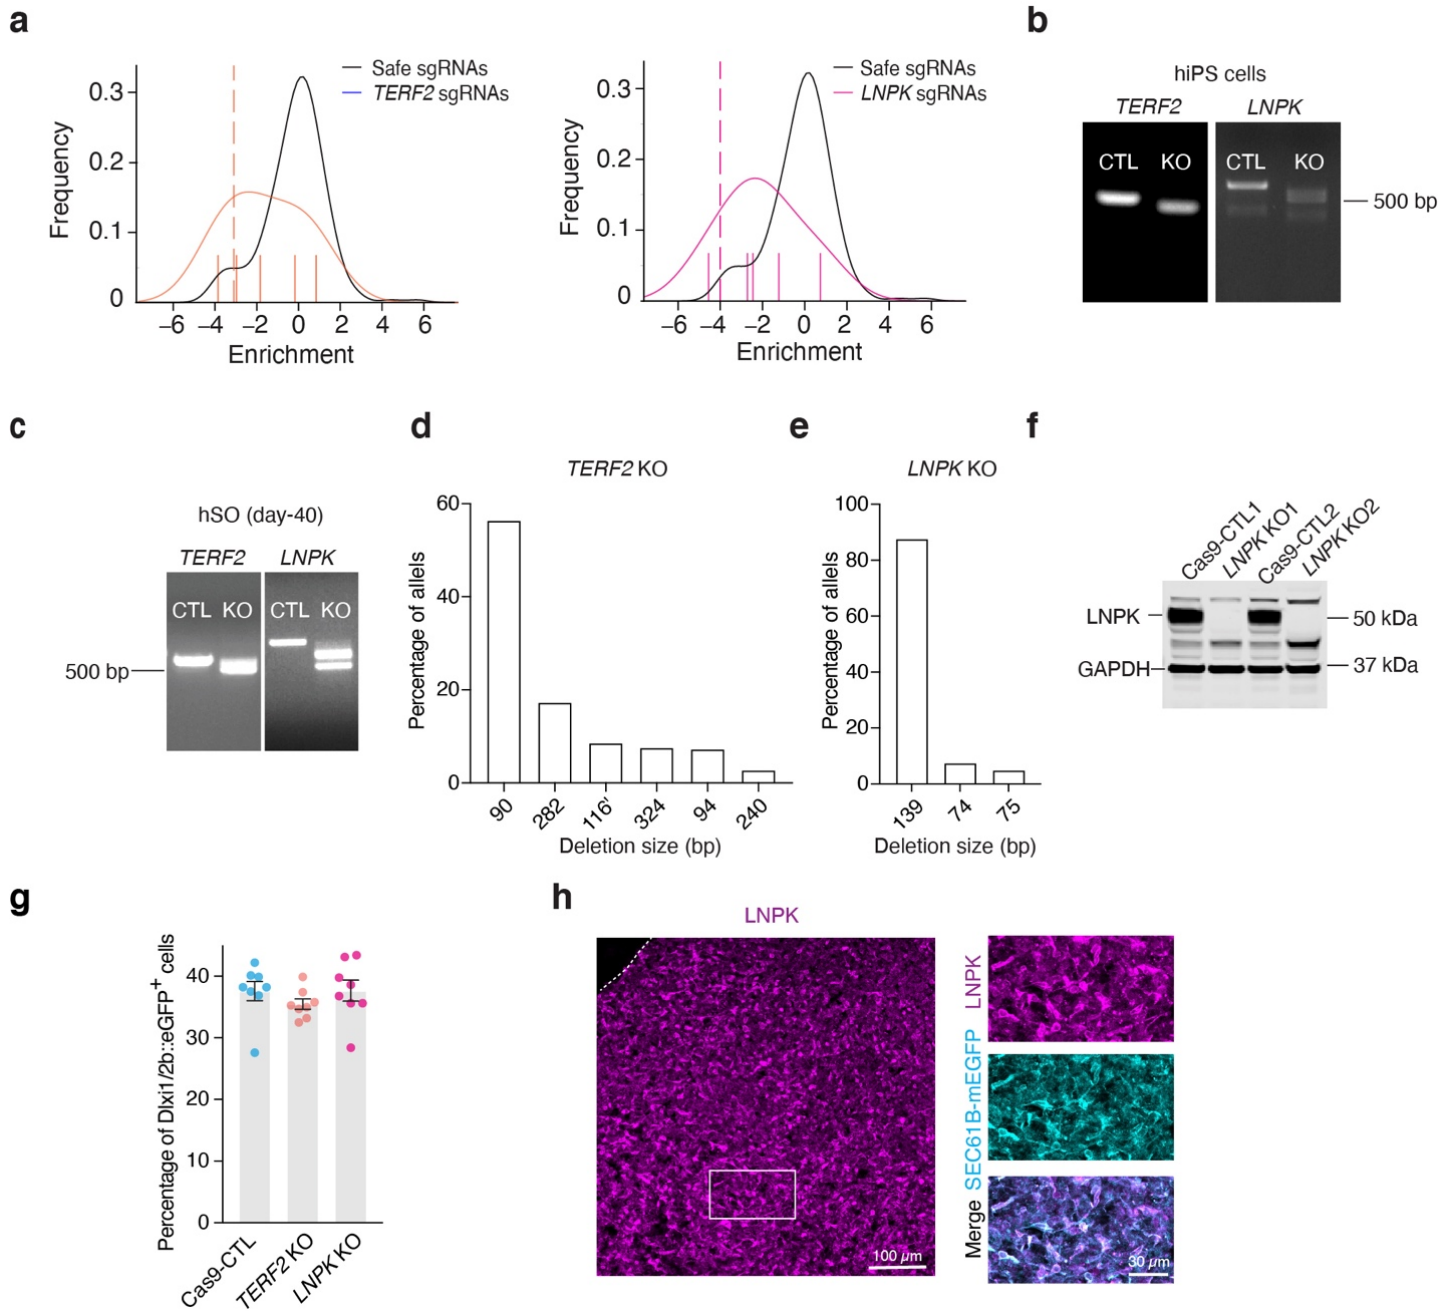 a
Safe sgRNAs
TERF2 sgRNAs
Frequency
0.3
0.2
0.1
0
–6 –4 –2 0 2 4 6
Enrichment
Safe sgRNAs
LNPK sgRNAs
Frequency
0.3
0.2
0.1
0
–6 –4 –2 0 2 4 6
Enrichment
b
hiPS cells
TERF2 LNPK
CTL KO CTL KO
500 bp
c
hSO (day-40)
TERF2 LNPK
CTL KO CTL KO
500 bp
d
TERF2 KO
Percentage of allels
60
40
20
0
90 282 116' 324 94 240
Deletion size (bp)
e
LNPK KO
Percentage of allels
100
80
60
40
20
0
139 74 75
Deletion size (bp)
f
Cas9-CTL1
LNPK KO1
Cas9-CTL2
LNPK KO2
LNPK
50 kDa
GAPDH
37 kDa
g
Percentage of Dlxi1/2b::eGFP+ cells
40
30
20
10
0
Cas9-CTL
TERF2 KO
LNPK KO
h
LNPK
100 µm
LNPK
SEC61B-mEGFP
Merge
30 µm